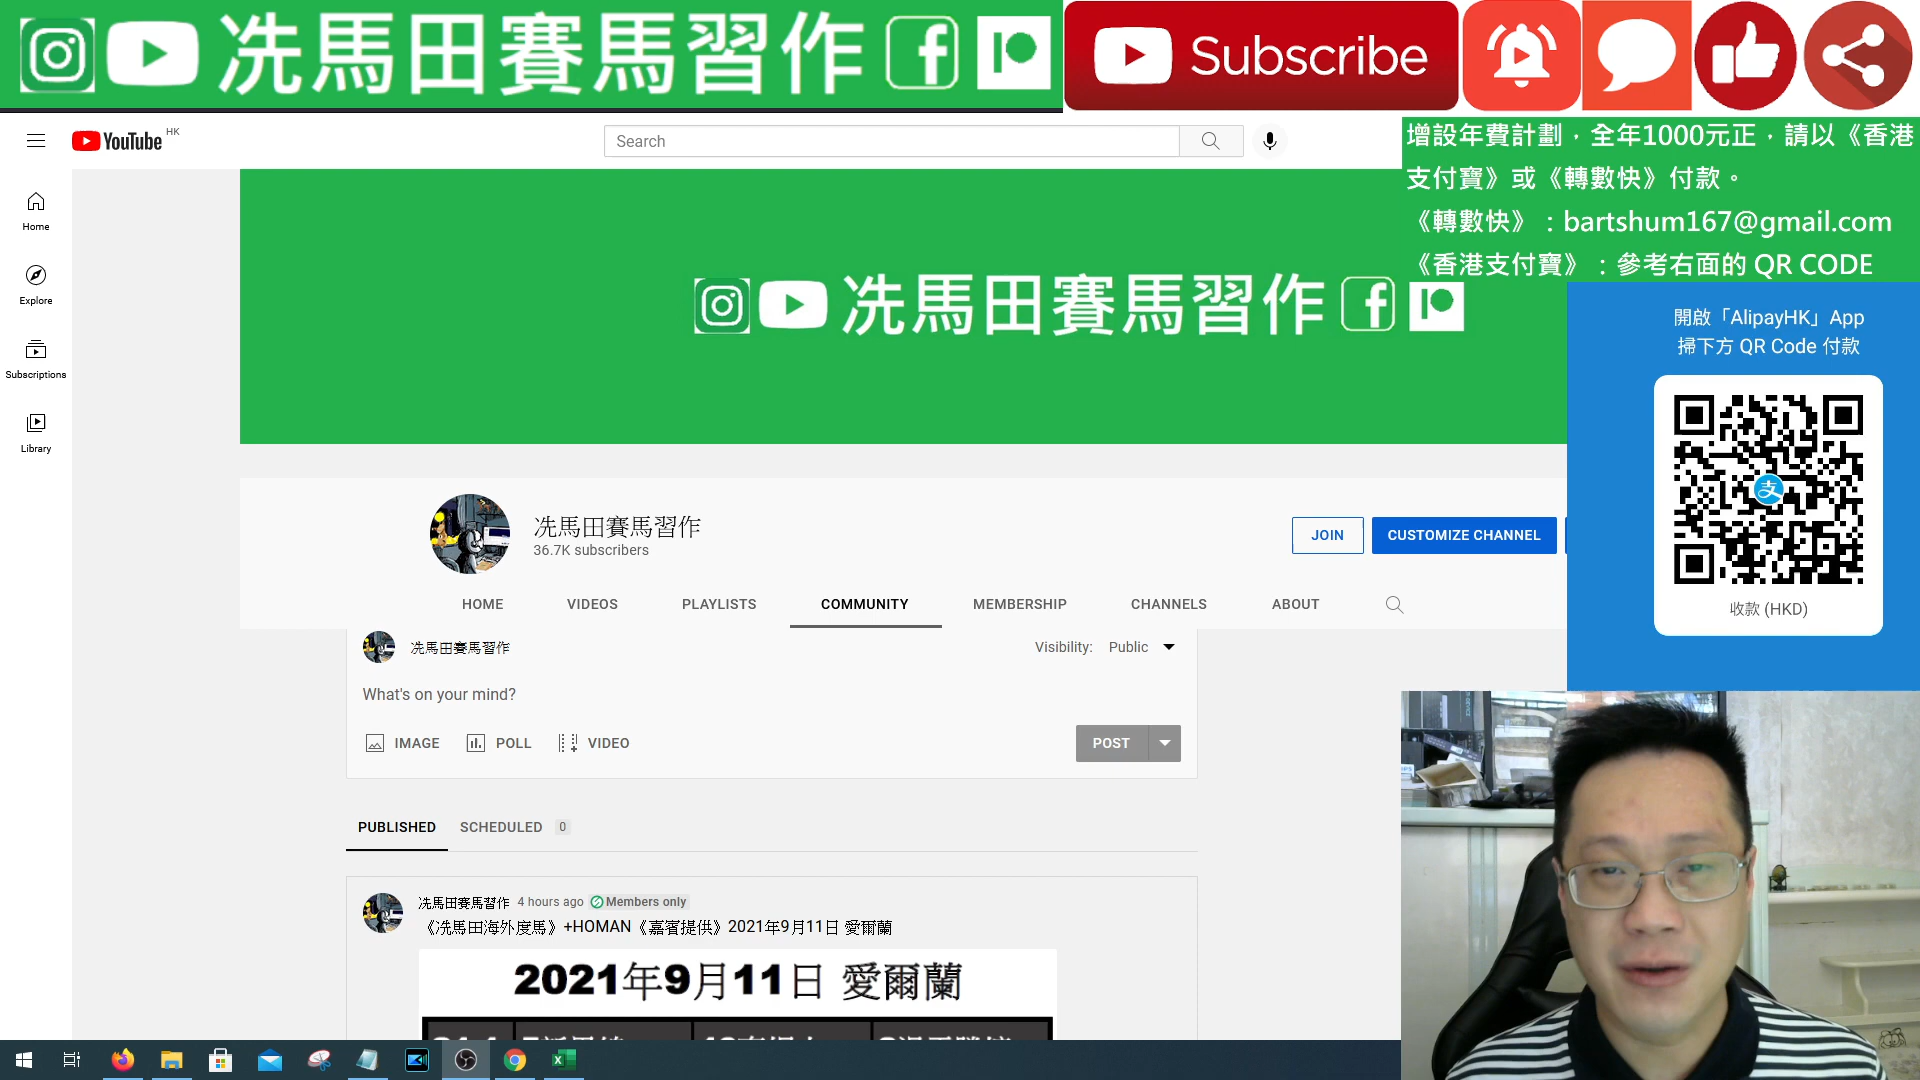 冼馬田賽馬習作
Subscribe
YouTube HK
Search
增設年費計劃，全年1000元正，請以《香港
支付寶》或《轉數快》付款。
《轉數快》：bartshum167@gmail.com
《香港支付寶》：參考右面的 QR CODE
Home
Explore
Subscriptions
Library
冼馬田賽馬習作
開啟「AlipayHK」App
掃下方 QR Code 付款
支
收款 (HKD)
冼馬田賽馬習作
36.7K subscribers
JOIN
CUSTOMIZE CHANNEL
HOME VIDEOS PLAYLISTS COMMUNITY MEMBERSHIP CHANNELS ABOUT
冼馬田賽馬習作
Visibility: Public
What's on your mind?
IMAGE POLL VIDEO
POST
PUBLISHED SCHEDULED 0
冼馬田賽馬習作 4 hours ago Members only
《冼馬田海外度馬》+HOMAN《嘉賓提供》2021年9月11日 愛爾蘭
2021年9月11日 愛爾蘭